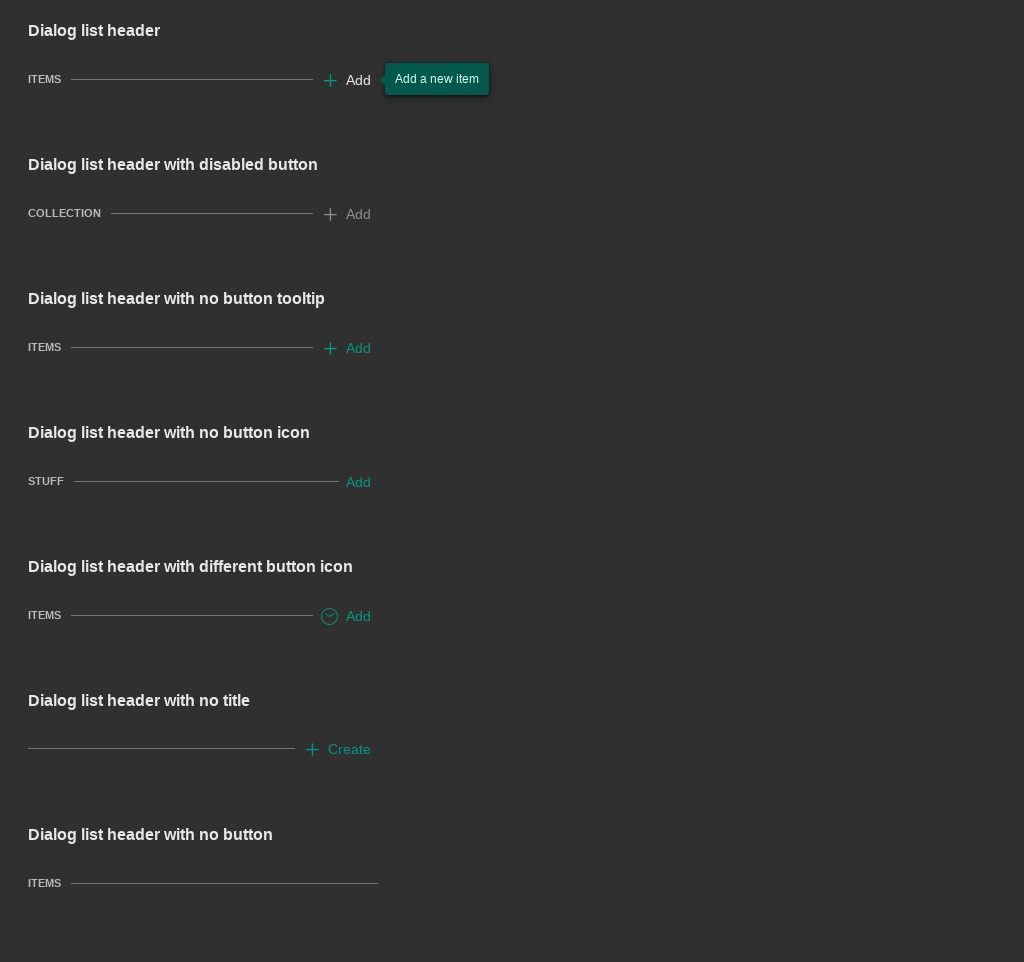 Dialog list header
ITEMS Add Add a new item
Dialog list header with disabled button
COLLECTION Add
Dialog list header with no button tooltip
ITEMS Add
Dialog list header with no button icon
STUFF Add
Dialog list header with different button icon
ITEMS Add
Dialog list header with no title
Create
Dialog list header with no button
ITEMS